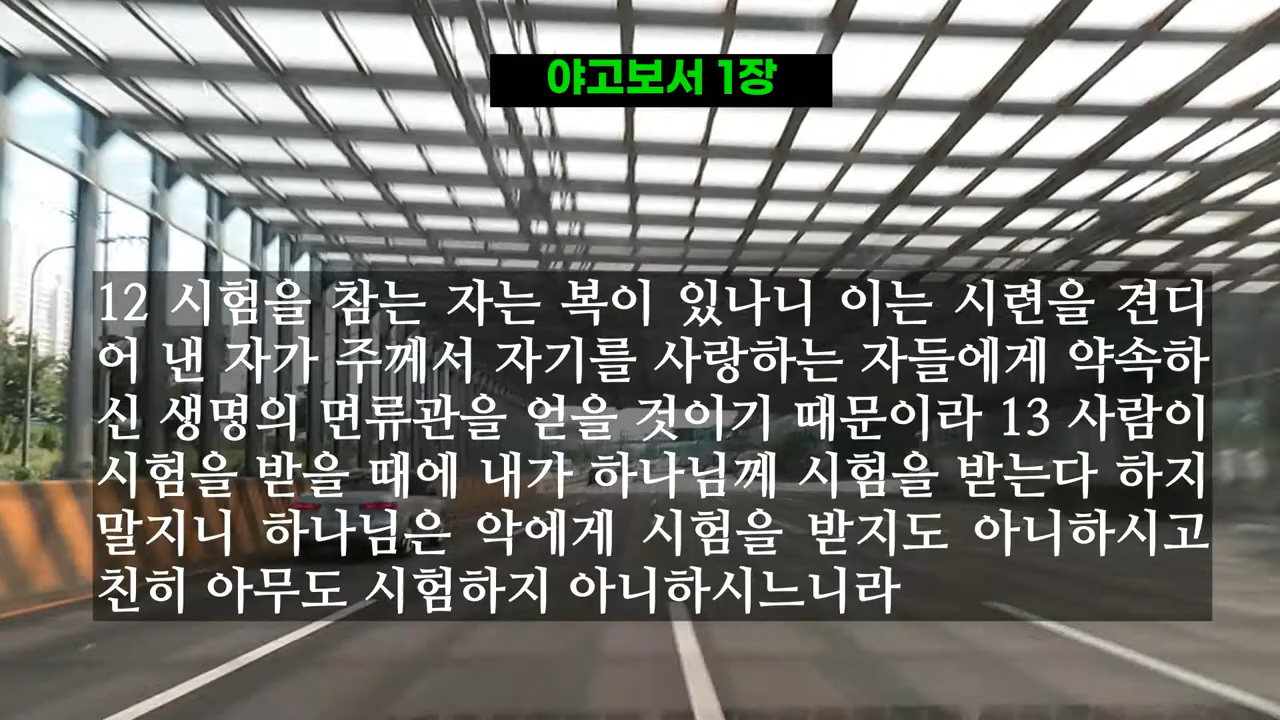 야고보서 1장
12 시험을 참는 자는 복이 있나니 이는 시련을 견디
어 낸 자가 주께서 자기를 사랑하는 자들에게 약속하
신 생명의 면류관을 얻을 것이기 때문이라 13 사람이
시험을 받을 때에 내가 하나님께 시험을 받는다 하지
말지니 하나님은 악에게 시험을 받지도 아니하시고
친히 아무도 시험하지 아니하시느니라